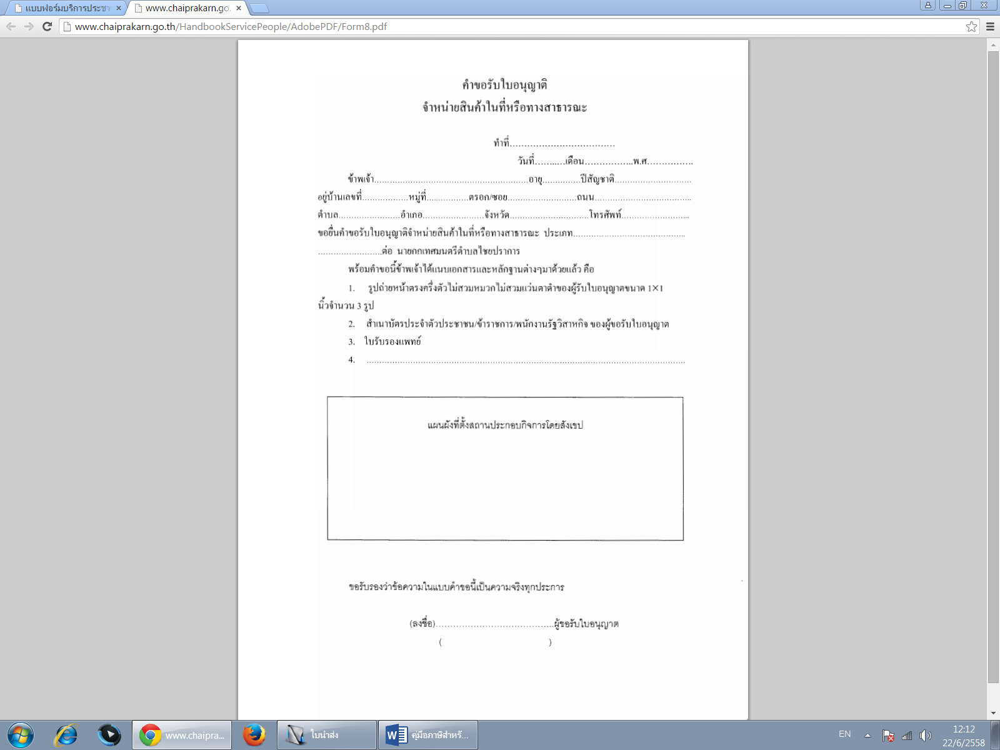 แบบฟอร์มบริการประชา
www.chaiprakarn.go.
www.chaiprakarn.go.th/HandbookServicePeople/AdobePDF/Form8.pdf
คำขอรับใบอนุญาติ
จำหน่ายสินค้าในที่หรือทางสาธารณะ
ทำที่................................
วันที่..........เดือน................พ.ศ................
ข้าพเจ้า............................................................อายุ...............ปีสัญชาติ..............................
อยู่บ้านเลขที่..................หมู่ที่................ตรอก/ซอย...........................ถนน......................................
ตำบล........................อำเภอ........................จังหวัด...............................โทรศัพท์..........................
ขอยื่นคำขอรับใบอนุญาติจำหน่ายสินค้าในที่หรือทางสาธารณะ ประเภท............................................
.........................ต่อ นายกกเทศมนตรีตำบลไชยปราการ
พร้อมคำขอนี้ข้าพเจ้าได้แนบเอกสารและหลักฐานต่างๆมาด้วยแล้ว คือ
1. รูปถ่ายหน้าตรงครึ่งตัวไม่สวมหมวกไม่สวมแว่นตาดำของผู้รับใบอนุญาตขนาด 1×1
นิ้วจำนวน 3 รูป
2. สำเนาบัตรประจำตัวประชาชน/ข้าราชการ/พนักงานรัฐวิสาหกิจ ของผู้ขอรับใบอนุญาต
3. ใบรับรองแพทย์
4. ............................................................................................................................
แผนผังที่ตั้งสถานประกอบกิจการโดยสังเขป
ขอรับรองว่าข้อความในแบบคำขอนี้เป็นความจริงทุกประการ
(ลงชื่อ)........................................ผู้ขอรับใบอนุญาต
( )
www.chaipra...
ใบนำส่ง
คู่มือภาษีสำหรั...
EN
12:12
22/6/2558